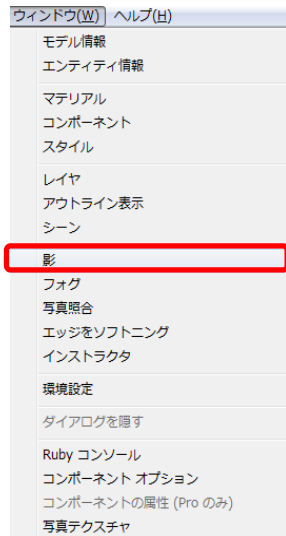 ウィンドウ(W) ヘルプ(H)
モデル情報
エンティティ情報
マテリアル
コンポーネント
スタイル
レイヤ
アウトライン表示
シーン
影
フォグ
写真照合
エッジをソフトニング
インストラクタ
環境設定
ダイアログを隠す
Ruby コンソール
コンポーネント オプション
コンポーネントの属性 (Pro のみ)
写真テクスチャ